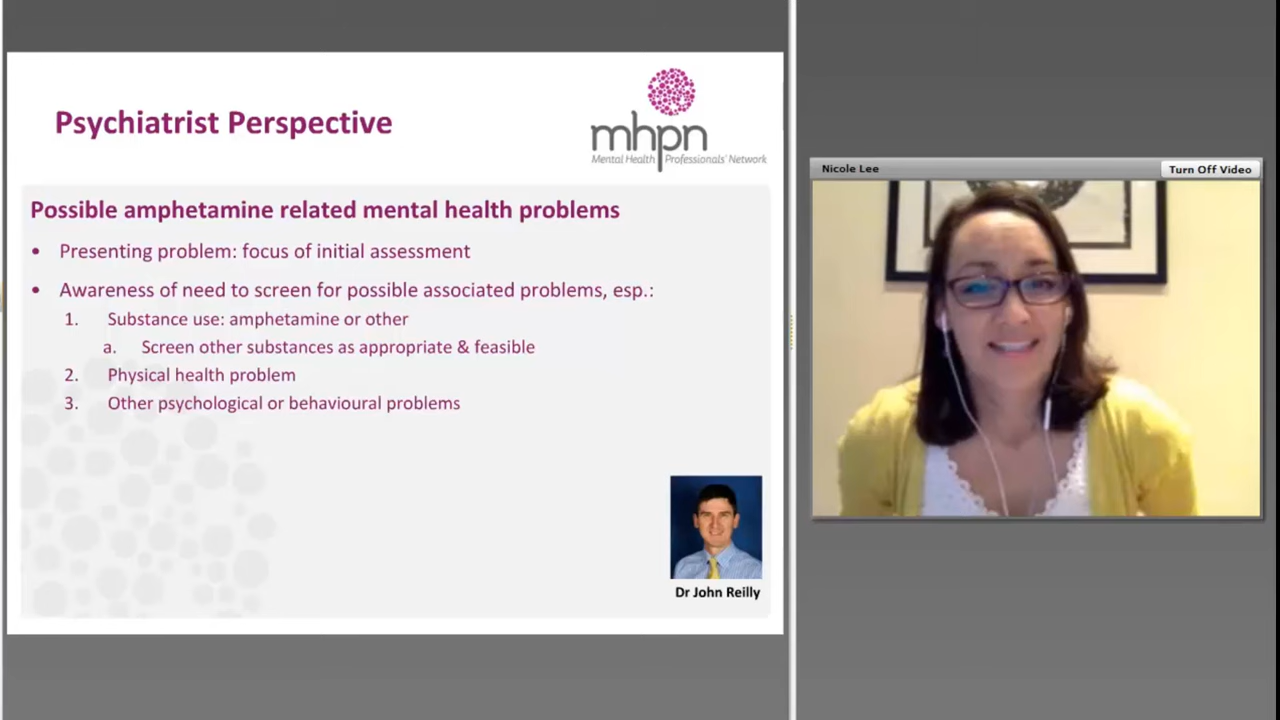 Psychiatrist Perspective
mhpn
Mental Health Professionals' Network
Possible amphetamine related mental health problems
• Presenting problem: focus of initial assessment
• Awareness of need to screen for possible associated problems, esp.:
1. Substance use: amphetamine or other
a. Screen other substances as appropriate & feasible
2. Physical health problem
3. Other psychological or behavioural problems
Dr John Reilly
Nicole Lee
Turn Off Video